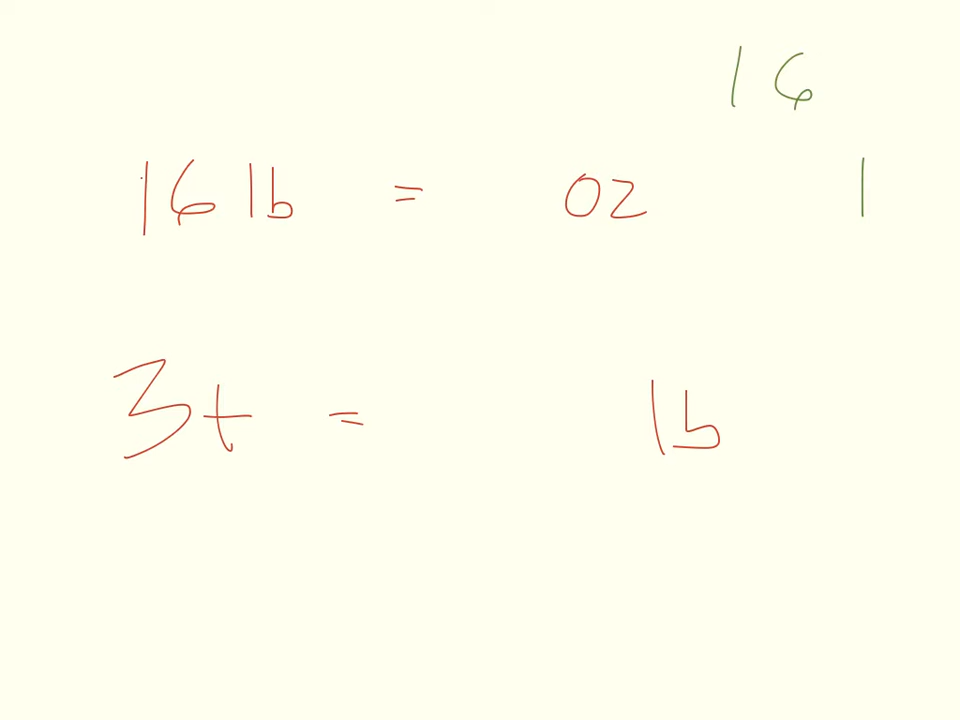 16
16 lb = oz 1
3t = lb